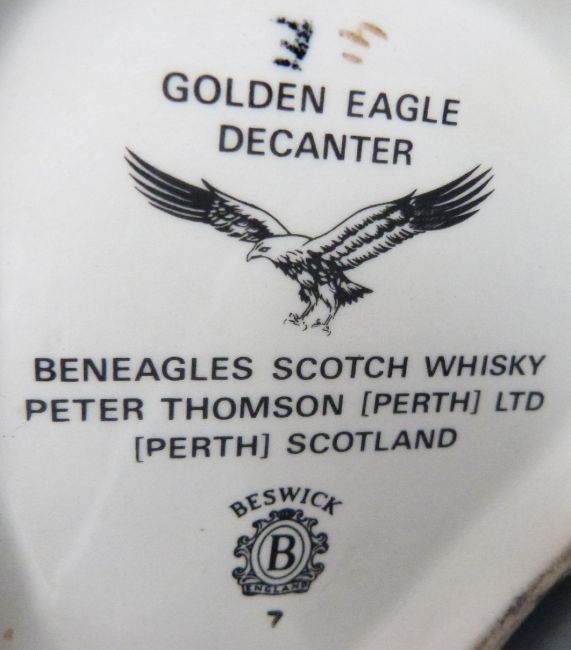 GOLDEN EAGLE
DECANTER
BENEAGLES SCOTCH WHISKY
PETER THOMSON [PERTH] LTD
[PERTH] SCOTLAND
BESWICK
B
ENGLAND
7